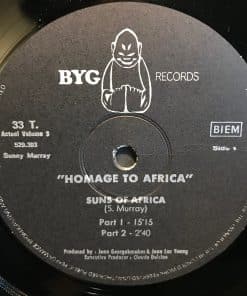 BYG RECORDS
33 T.
Actuel Volume 3
529.303
Sunny Murray
BIEM
Side 1
"HOMAGE TO AFRICA"
SUNS OF AFRICA
(S. Murray)
Part 1 - 15'15
Part 2 - 2'40
Produced by : Jean Georgakarakos & Jean Luc Young
Executive Producer : Claude Delcloo